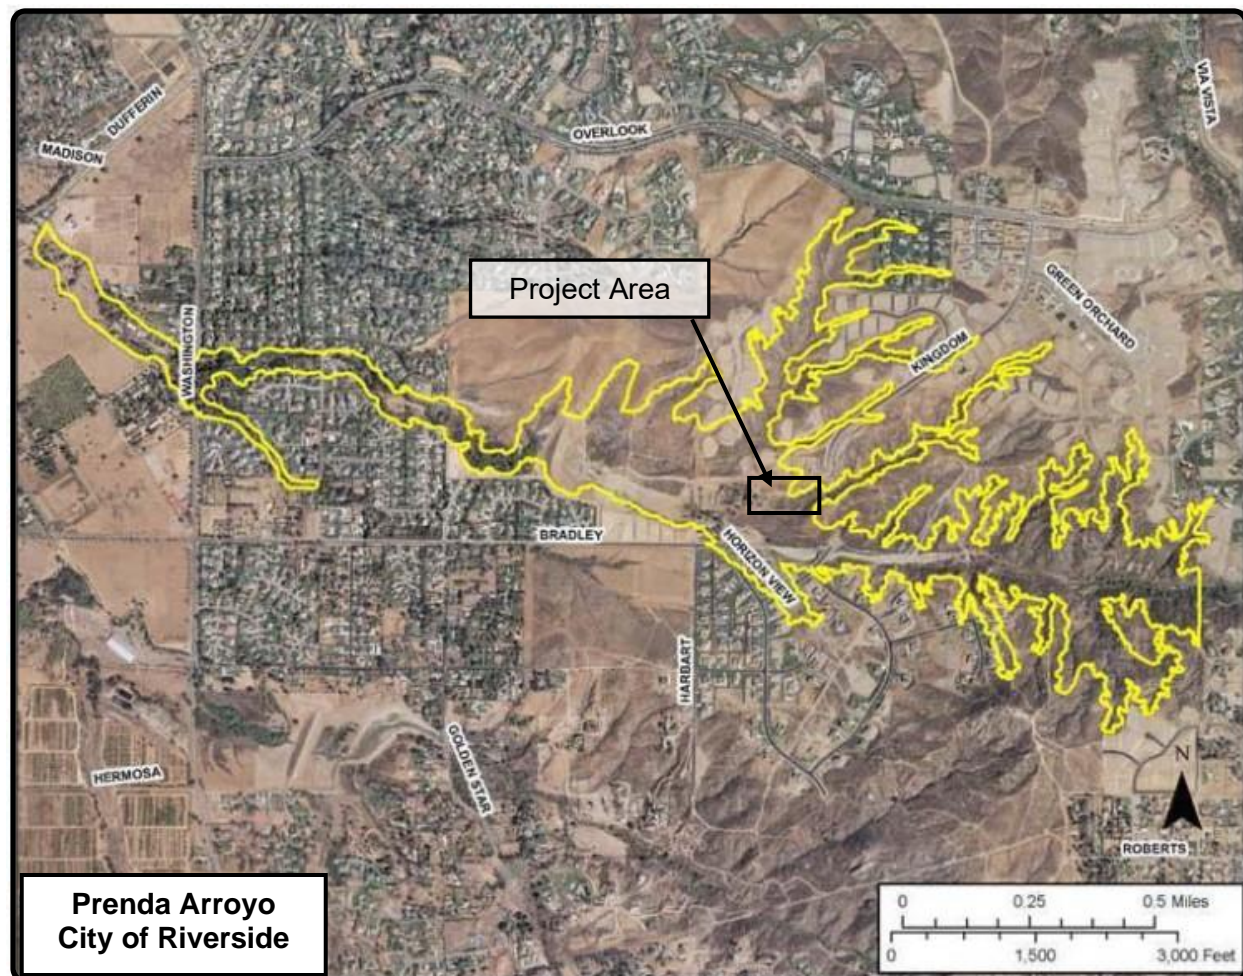 VIA VISTA
DUFFERIN
OVERLOOK
MADISON
Project Area
GREEN ORCHARD
WASHINGTON
KINGDOM
BRADLEY
HORIZON VIEW
HARBART
GOLDEN STAR
HERMOSA
N
ROBERTS
Prenda Arroyo
City of Riverside
0 0.25 0.5 Miles
0 1,500 3,000 Feet